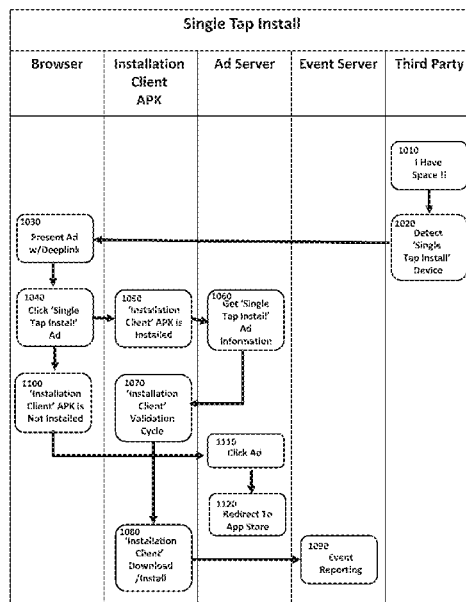 Single Tap Install
Browser
Installation
Client
APK
Ad Server
Event Server
Third Party
1010
I Have
Space !!
1020
Detect
'Single
Tap Install'
Device
1030
Present Ad
w/Deeplink
1040
Click 'Single
Tap Install'
Ad
1050
'Installation
Client' APK is
Installed
1060
Get 'Single
Tap Install'
Ad
Information
1100
'Installation
Client' APK is
Not Installed
1070
'Installation
Client'
Validation
Cycle
1110
Click Ad
1120
Redirect To
App Store
1080
'Installation
Client'
Download
/Install
1090
Event
Reporting